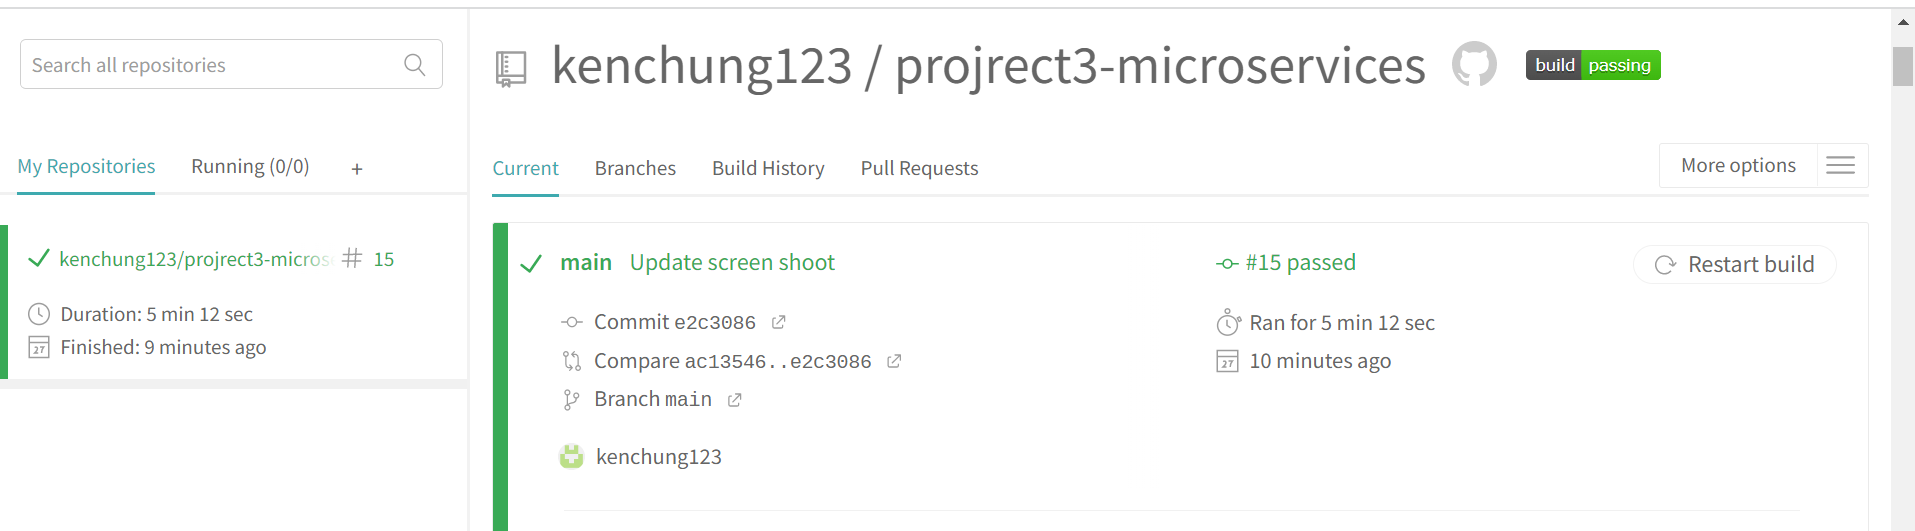 Search all repositories
My Repositories Running (0/0) +
kenchung123/projrect3-micros # 15
Duration: 5 min 12 sec
27 Finished: 9 minutes ago
kenchung123 / projrect3-microservices build passing
Current Branches Build History Pull Requests More options
main Update screen shoot #15 passed Restart build
Commit e2c3086 Ran for 5 min 12 sec
Compare ac13546..e2c3086 27 10 minutes ago
Branch main
kenchung123